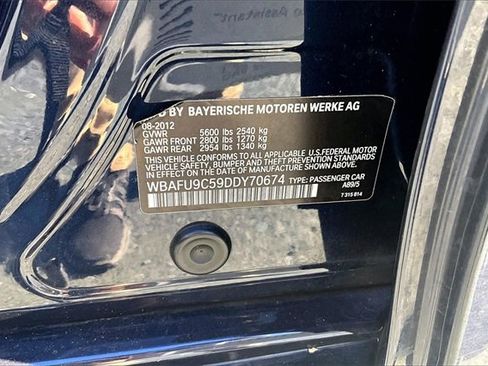 BY BAYERISCHE MOTOREN WERKE AG
08-2012
GVWR 5600 lbs 2540 kg
GAWR FRONT 2800 lbs 1270 kg
GAWR REAR 2954 lbs 1340 kg
THIS VEHICLE CONFORMS TO ALL APPLICABLE U.S.FEDERAL MOTOR
VEHICLE SAFETY, BUMPER, AND THEFT PREVENTION STANDARDS IN
EFFECT ON THE DATE OF MANUFACTURE SHOWN ABOVE.
WBAFU9C59DDY70674 TYPE: PASSENGER CAR
A89/5
7 315 814